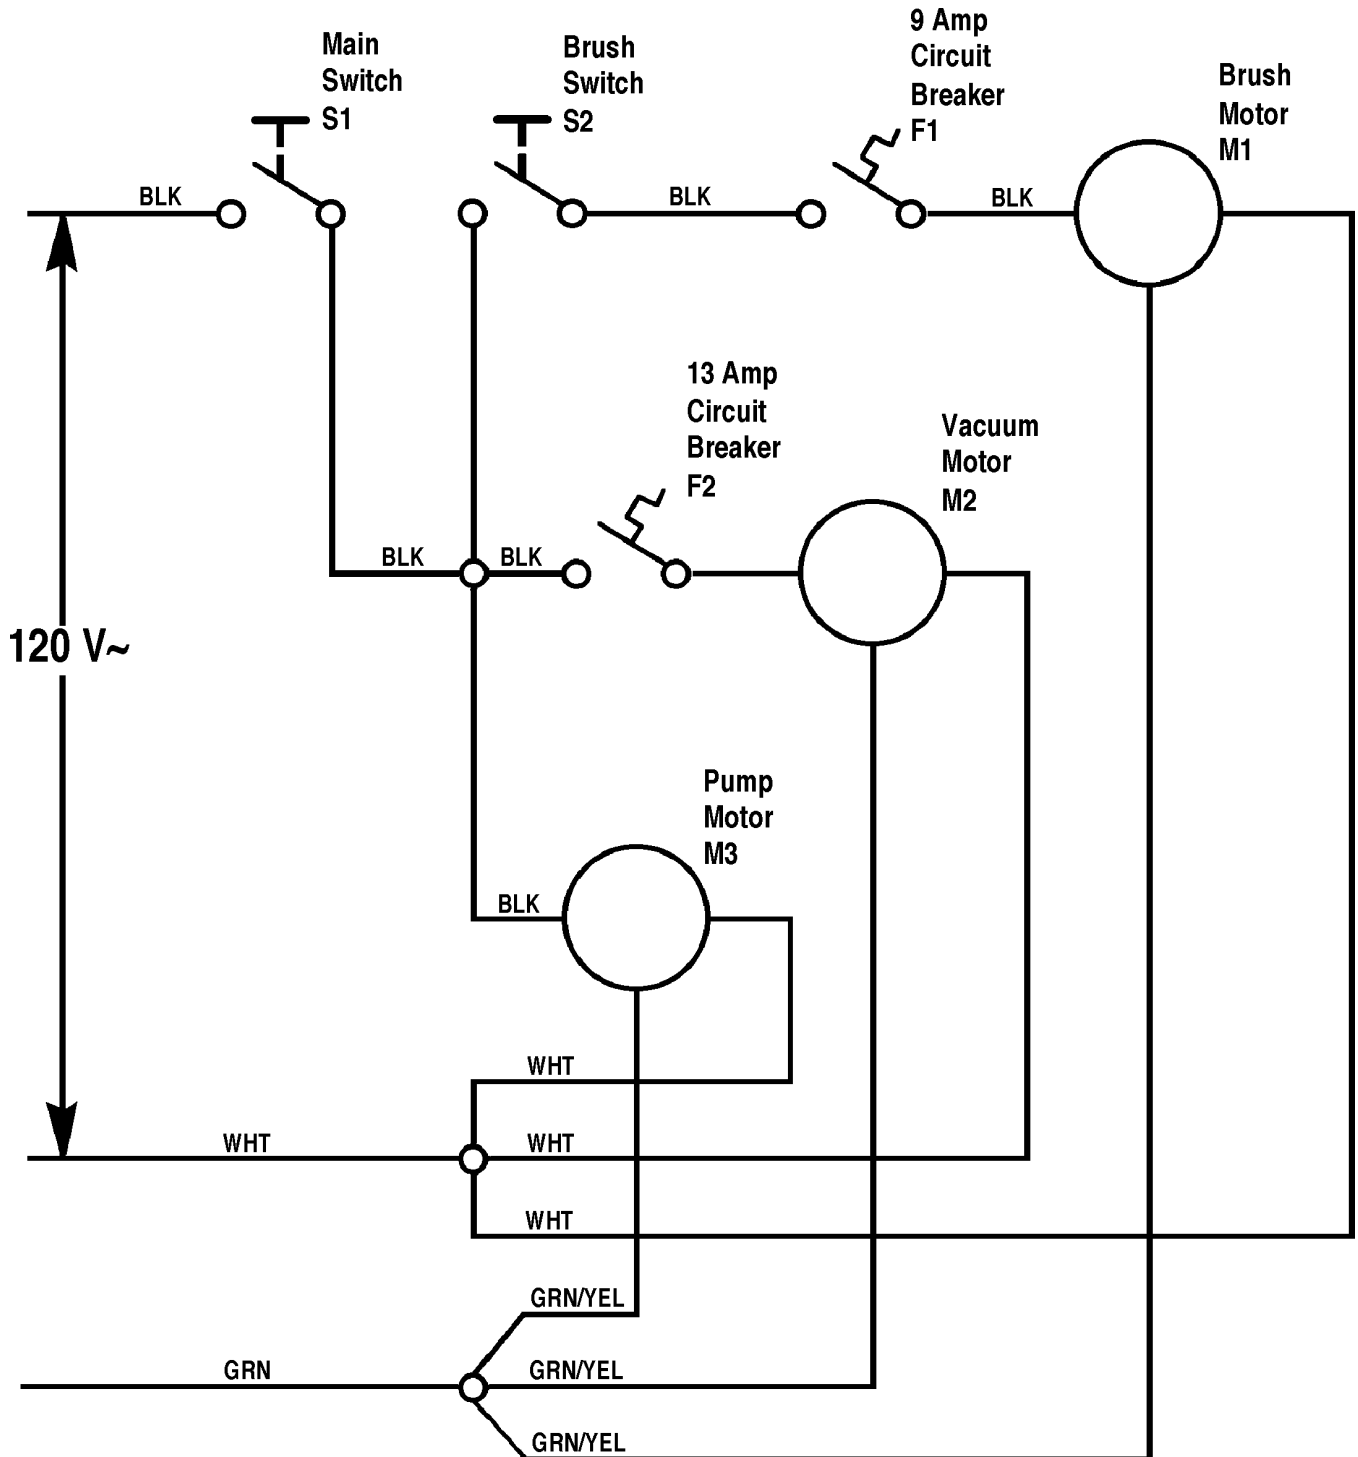 Main
Switch
S1
Brush
Switch
S2
9 Amp
Circuit
Breaker
F1
Brush
Motor
M1
BLK
BLK
BLK
13 Amp
Circuit
Breaker
F2
Vacuum
Motor
M2
BLK
BLK
120 V~
Pump
Motor
M3
BLK
WHT
WHT
WHT
WHT
GRN/YEL
GRN
GRN/YEL
GRN/YEL